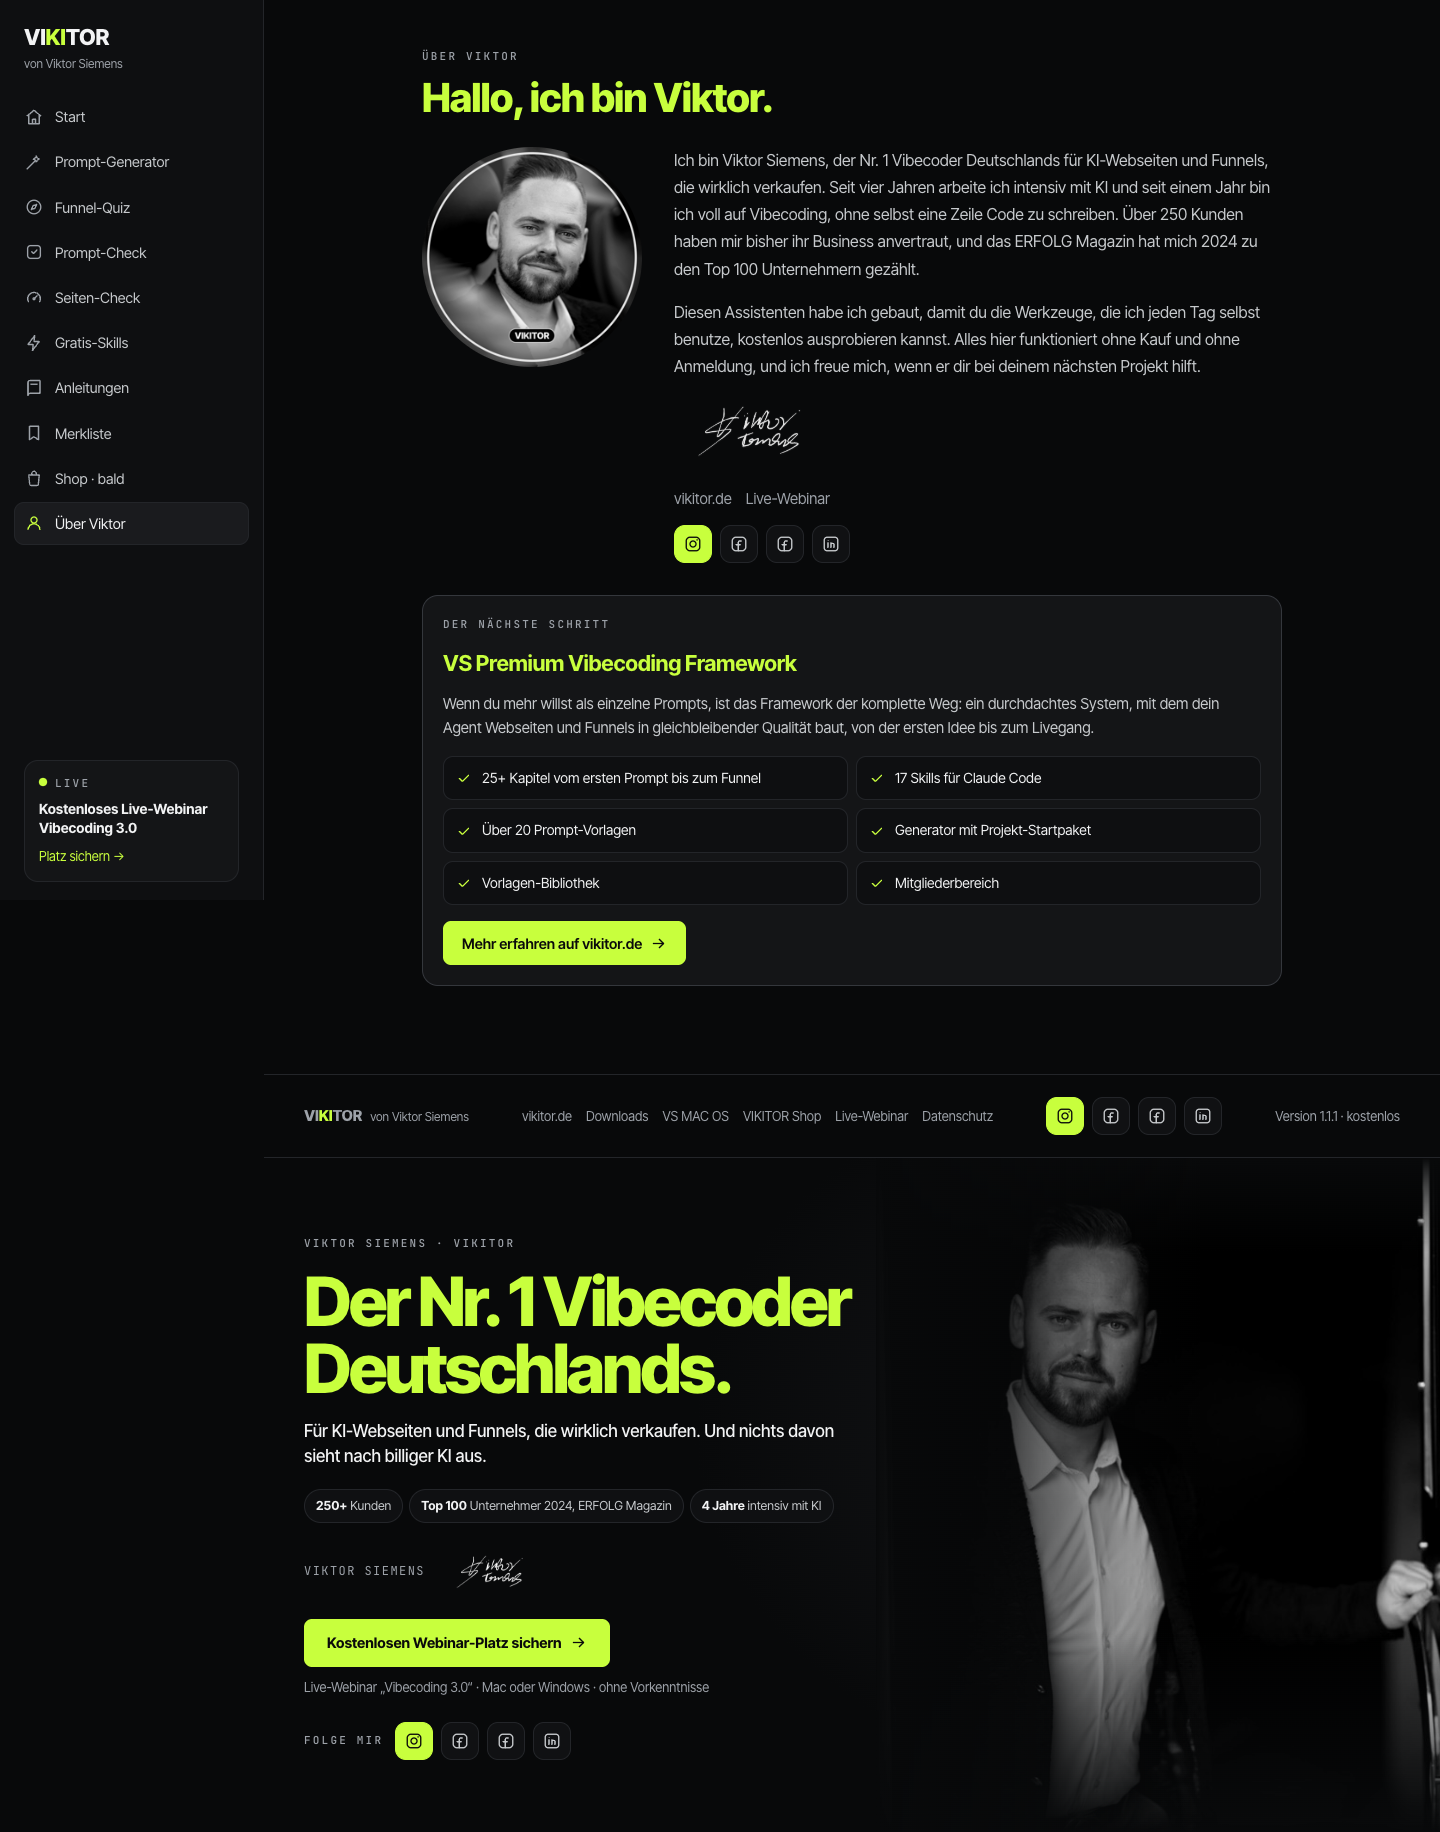 VIKITOR
von Viktor Siemens
Start
Prompt-Generator
Funnel-Quiz
Prompt-Check
Seiten-Check
Gratis-Skills
Anleitungen
Merkliste
Shop · bald
Über Viktor
LIVE
Kostenloses Live-Webinar
Vibecoding 3.0
Platz sichern →
ÜBER VIKTOR
Hallo, ich bin Viktor.
VIKITOR
Ich bin Viktor Siemens, der Nr. 1 Vibecoder Deutschlands für KI-Webseiten und Funnels,
die wirklich verkaufen. Seit vier Jahren arbeite ich intensiv mit KI und seit einem Jahr bin
ich voll auf Vibecoding, ohne selbst eine Zeile Code zu schreiben. Über 250 Kunden
haben mir bisher ihr Business anvertraut, und das ERFOLG Magazin hat mich 2024 zu
den Top 100 Unternehmern gezählt.
Diesen Assistenten habe ich gebaut, damit du die Werkzeuge, die ich jeden Tag selbst
benutze, kostenlos ausprobieren kannst. Alles hier funktioniert ohne Kauf und ohne
Anmeldung, und ich freue mich, wenn er dir bei deinem nächsten Projekt hilft.
vikitor.de Live-Webinar
DER NÄCHSTE SCHRITT
VS Premium Vibecoding Framework
Wenn du mehr willst als einzelne Prompts, ist das Framework der komplette Weg: ein durchdachtes System, mit dem dein
Agent Webseiten und Funnels in gleichbleibender Qualität baut, von der ersten Idee bis zum Livegang.
25+ Kapitel vom ersten Prompt bis zum Funnel
17 Skills für Claude Code
Über 20 Prompt-Vorlagen
Generator mit Projekt-Startpaket
Vorlagen-Bibliothek
Mitgliederbereich
Mehr erfahren auf vikitor.de →
VIKITOR von Viktor Siemens
vikitor.de Downloads VS MAC OS VIKITOR Shop Live-Webinar Datenschutz
Version 1.1.1 · kostenlos
VIKTOR SIEMENS · VIKITOR
Der Nr. 1 Vibecoder
Deutschlands.
Für KI-Webseiten und Funnels, die wirklich verkaufen. Und nichts davon
sieht nach billiger KI aus.
250+ Kunden
Top 100 Unternehmer 2024, ERFOLG Magazin
4 Jahre intensiv mit KI
VIKTOR SIEMENS
Kostenlosen Webinar-Platz sichern →
Live-Webinar „Vibecoding 3.0“ · Mac oder Windows · ohne Vorkenntnisse
FOLGE MIR